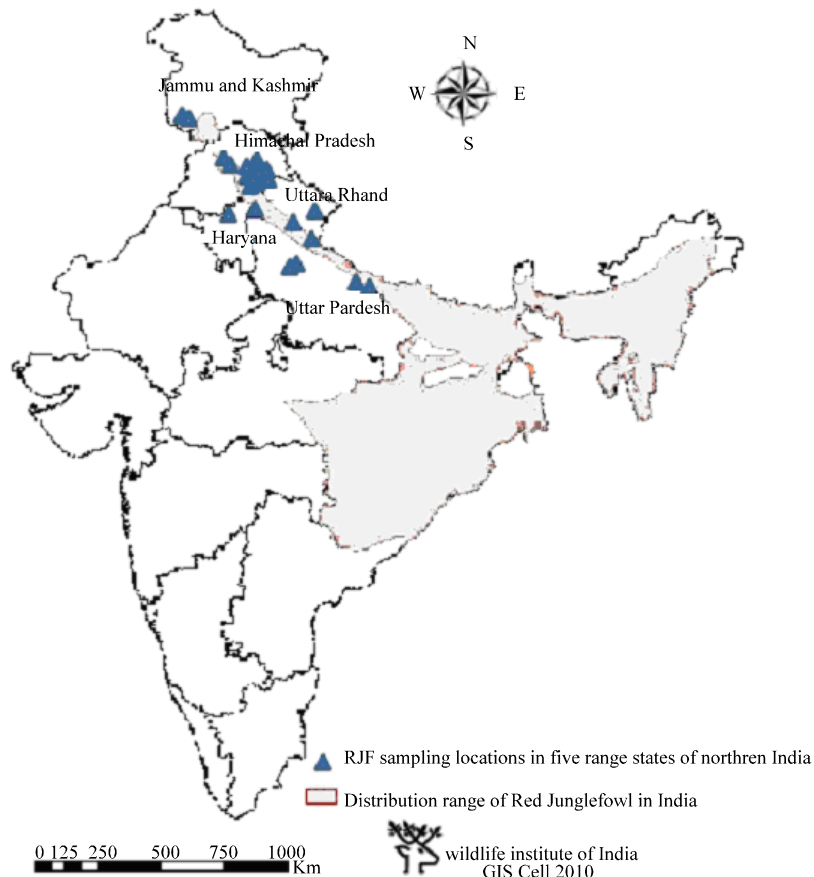 N
W
E
S
Jammu and Kashmir
Himachal Pradesh
Uttara Rhand
Haryana
Uttar Pardesh
RJF sampling locations in five range states of northren India
Distribution range of Red Junglefowl in India
0 125 250 500 750 1000
Km
wildlife institute of India
GIS Cell 2010